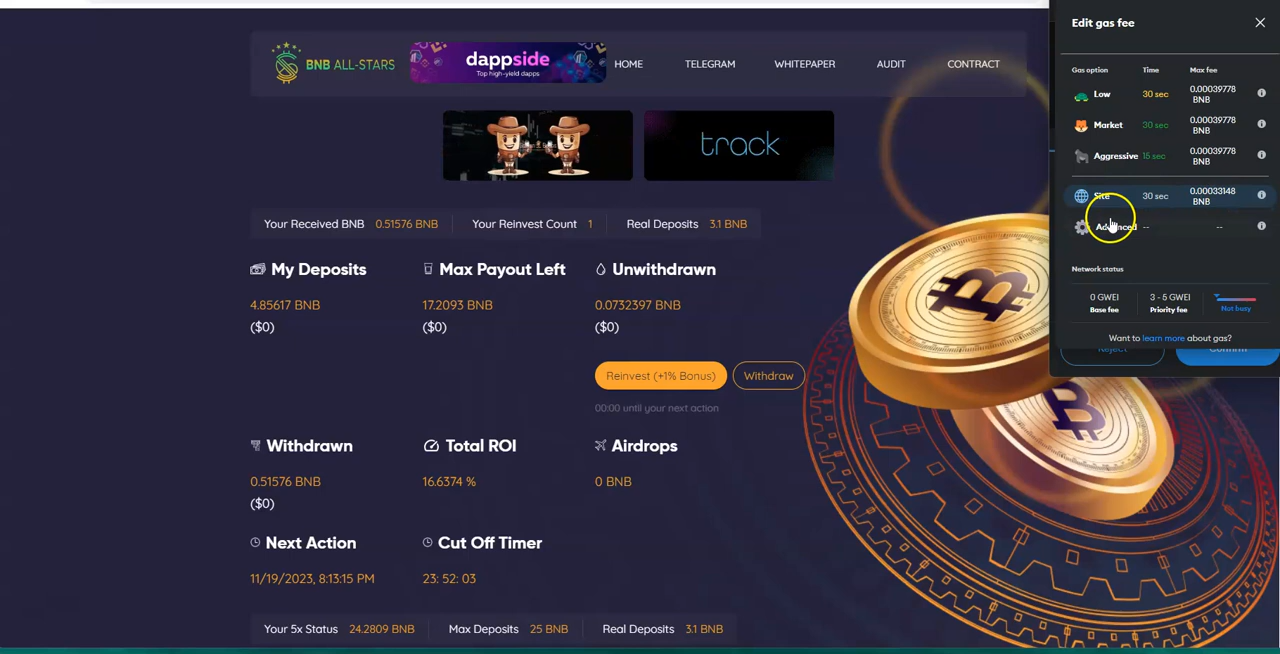 BNB ALL-STARS
dappside
Top high-yield dapps
HOME
TELEGRAM
WHITEPAPER
AUDIT
CONTRACT
track
Your Received BNB 0.51576 BNB
Your Reinvest Count 1
Real Deposits 3.1 BNB
My Deposits
4.85617 BNB
($0)
Max Payout Left
17.2093 BNB
($0)
Unwithdrawn
0.0732397 BNB
($0)
Reinvest (+1% Bonus)
Withdraw
00:00 until your next action
Withdrawn
0.51576 BNB
($0)
Total ROI
16.6374 %
Airdrops
0 BNB
Next Action
11/19/2023, 8:13:15 PM
Cut Off Timer
23: 52: 03
Your 5x Status 24.2809 BNB
Max Deposits 25 BNB
Real Deposits 3.1 BNB
Edit gas fee
Gas option Time Max fee
Low 30 sec 0.00039778 BNB
Market 30 sec 0.00039778 BNB
Aggressive 15 sec 0.00039778 BNB
Site 30 sec 0.00033148 BNB
Advanced -- --
Network status
0 GWEI
Base fee
3 - 5 GWEI
Priority fee
Not busy
Want to learn more about gas?
Reject
Confirm